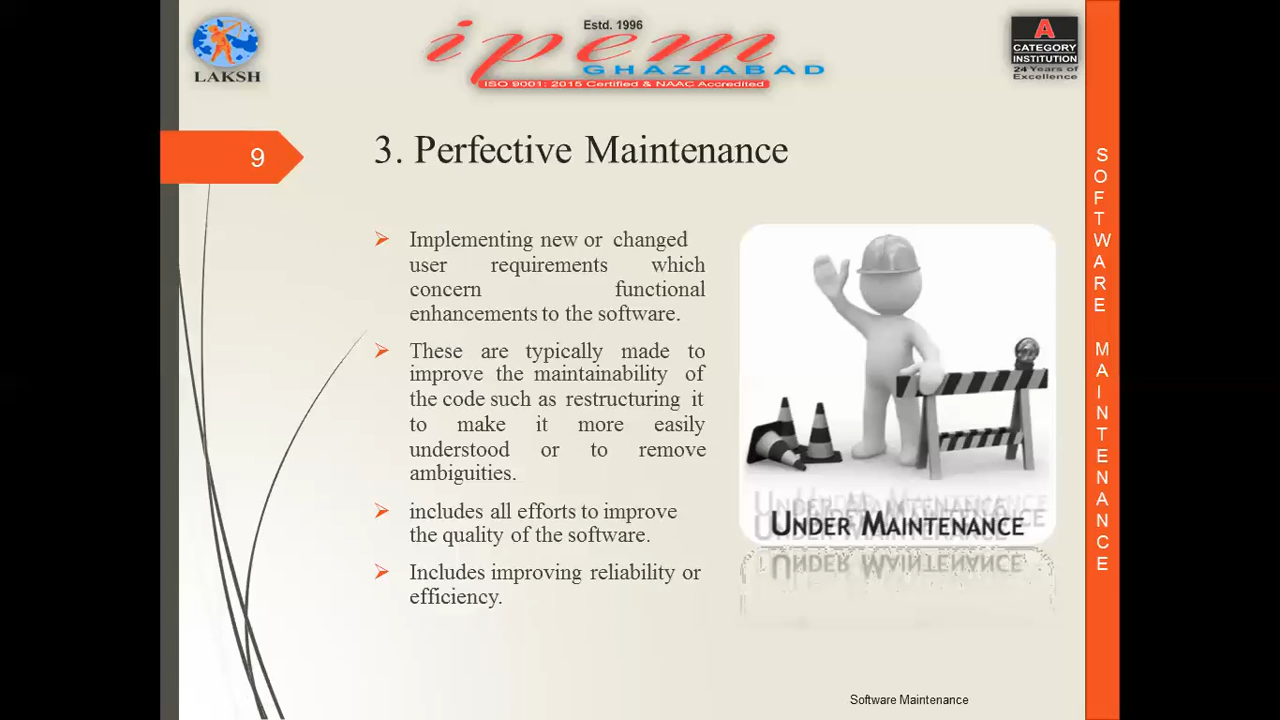 LAKSH
Estd. 1996
ipem
GHAZIABAD
ISO 9001: 2015 Certified & NAAC Accredited
A
CATEGORY
INSTITUTION
24 Years of
Excellence
9
3. Perfective Maintenance
Implementing new or changed
user requirements which
concern functional
enhancements to the software.
These are typically made to
improve the maintainability of
the code such as restructuring it
to make it more easily
understood or to remove
ambiguities.
includes all efforts to improve
the quality of the software.
Includes improving reliability or
efficiency.
UNDER MAINTENANCE
SOFTWARE MAINTENANCE
Software Maintenance